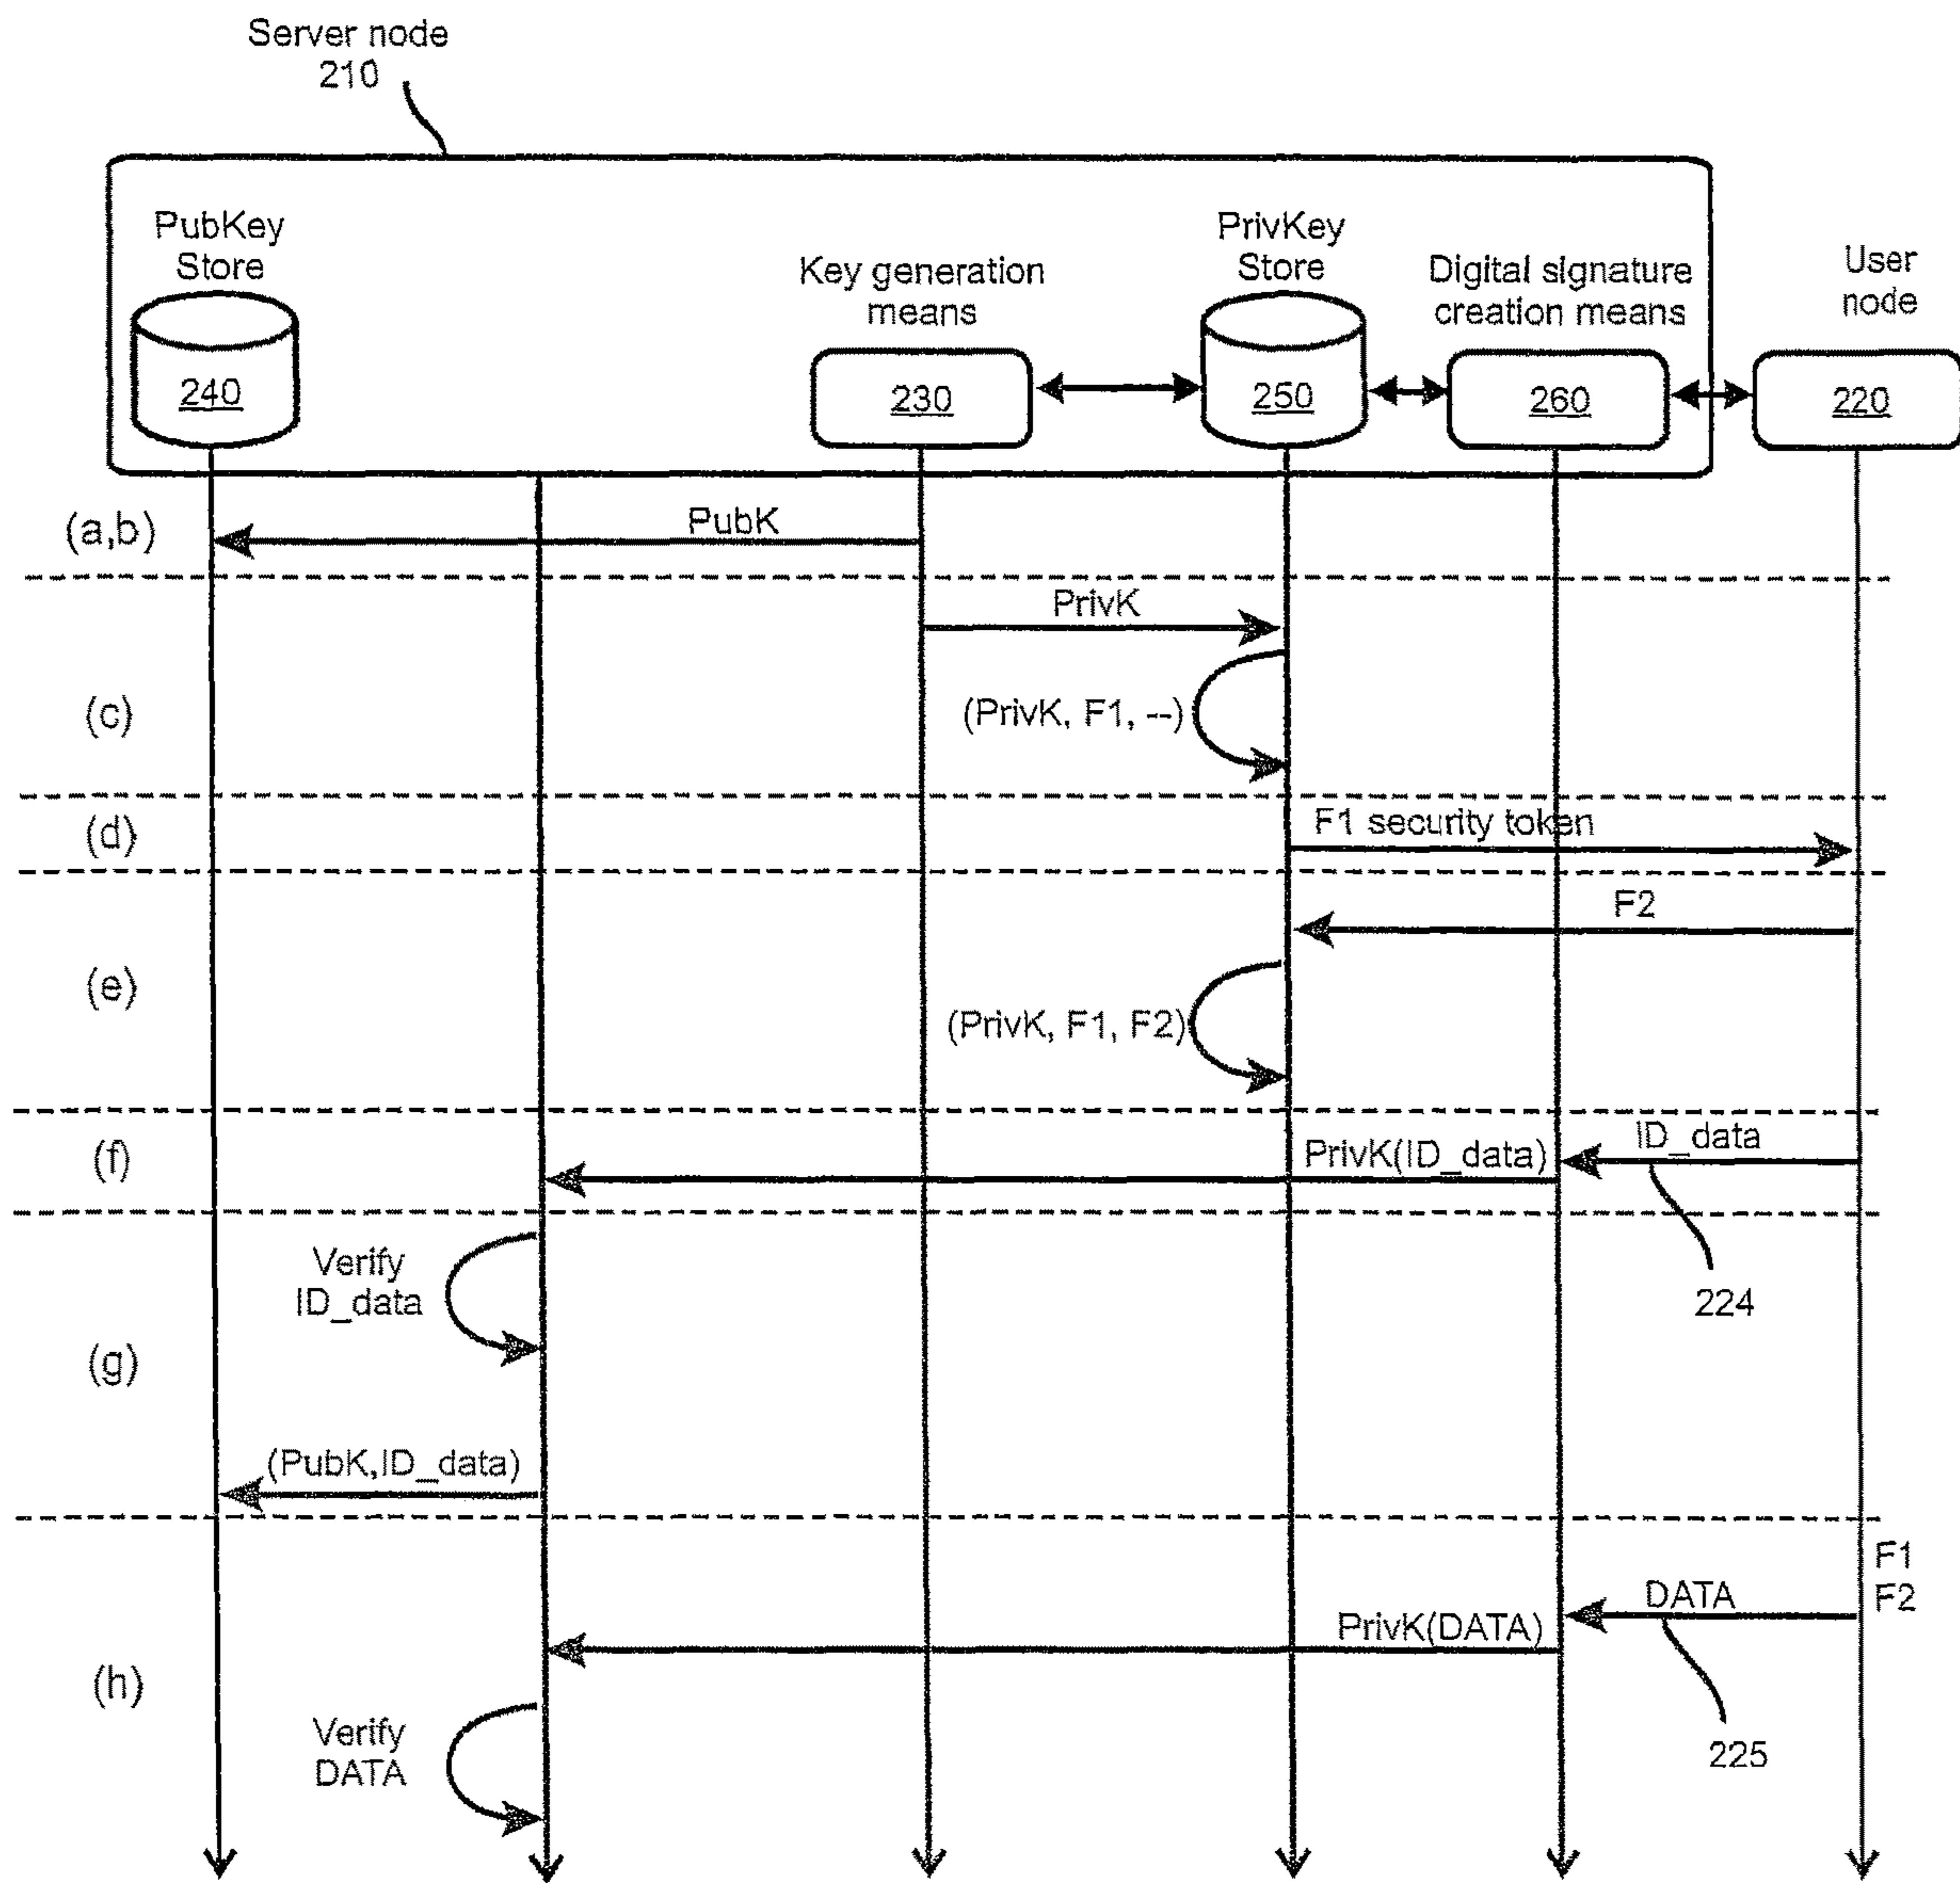 Server node
210
PubKey
Store
240
Key generation
means
230
PrivKey
Store
250
Digital signature
creation means
260
User
node
220
(a,b)
PubK
PrivK
(c)
(PrivK, F1, --)
(d)
F1 security token
F2
(e)
(PrivK, F1, F2)
(f)
PrivK(ID_data)
ID_data
224
Verify
ID_data
(g)
(PubK,ID_data)
F1
F2
DATA
PrivK(DATA)
(h)
225
Verify
DATA